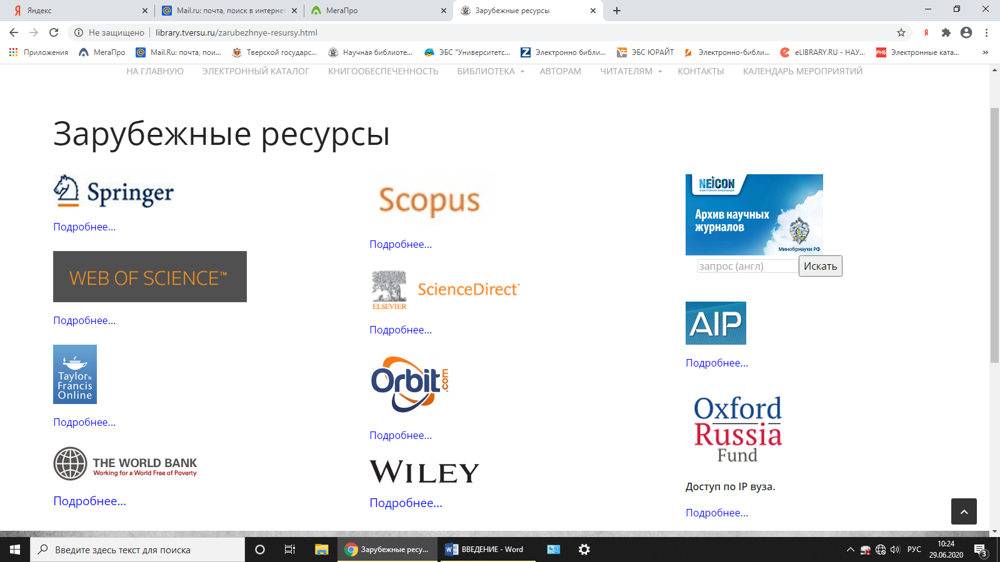 Яндекс
Mail.ru: почта, поиск в интернет
МегаПро
Зарубежные ресурсы
Не защищено
library.tversu.ru/zarubezhnye-resursy.html
Я
Приложения
МегаПро
Mail.Ru: почта, пои...
Тверской государс...
Научная библиоте...
ЭБС "Университетс...
Электронно библи...
ЭБС ЮРАЙТ
Электронно-библи...
eLIBRARY.RU - НАУ...
РНБ
Электронные ката...
НА ГЛАВНУЮ
ЭЛЕКТРОННЫЙ КАТАЛОГ
КНИГООБЕСПЕЧЕННОСТЬ
БИБЛИОТЕКА
АВТОРАМ
ЧИТАТЕЛЯМ
КОНТАКТЫ
КАЛЕНДАРЬ МЕРОПРИЯТИЙ
Зарубежные ресурсы
Springer
Подробнее...
WEB OF SCIENCE™
Подробнее...
Taylor &
Francis
Online
Подробнее...
THE WORLD BANK
Working for a World Free of Poverty
Подробнее...
Scopus
Подробнее...
ELSEVIER
ScienceDirect
Подробнее...
Orbit.com
Подробнее...
WILEY
Подробнее...
NEICON
ЭЛЕКТРОННАЯ ИНФОРМАЦИЯ
Архив научных
журналов
Минобрнауки РФ
запрос (англ)
Искать
AIP
Подробнее...
Oxford
Russia
Fund
Доступ по IP вуза.
Подробнее...
Введите здесь текст для поиска
Зарубежные ресу...
ВВЕДЕНИЕ - Word
РУС
10:24
29.06.2020
3